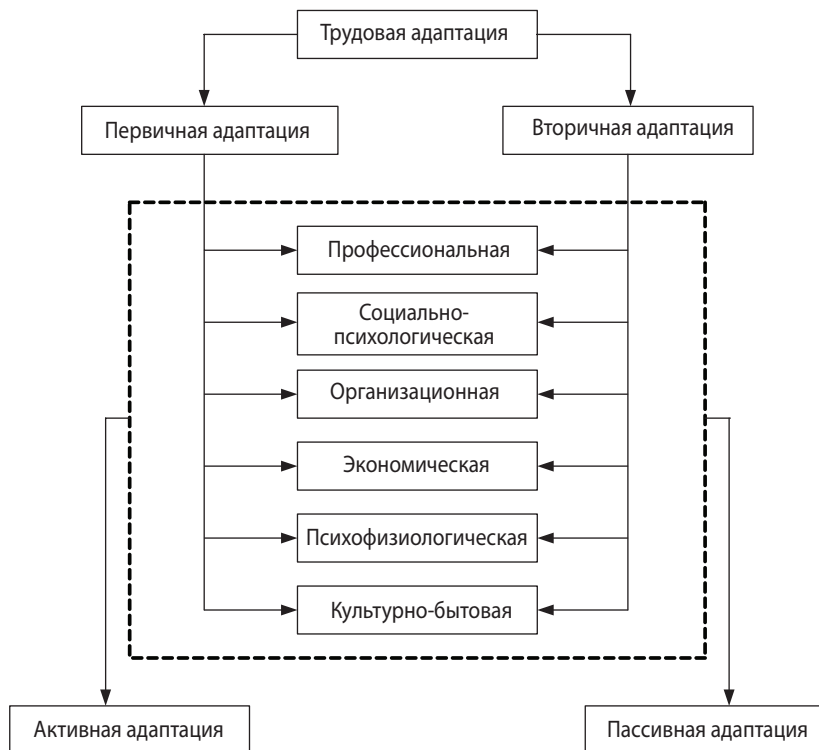 Трудовая адаптация
Первичная адаптация
Вторичная адаптация
Профессиональная
Социально-
психологическая
Организационная
Экономическая
Психофизиологическая
Культурно-бытовая
Активная адаптация
Пассивная адаптация